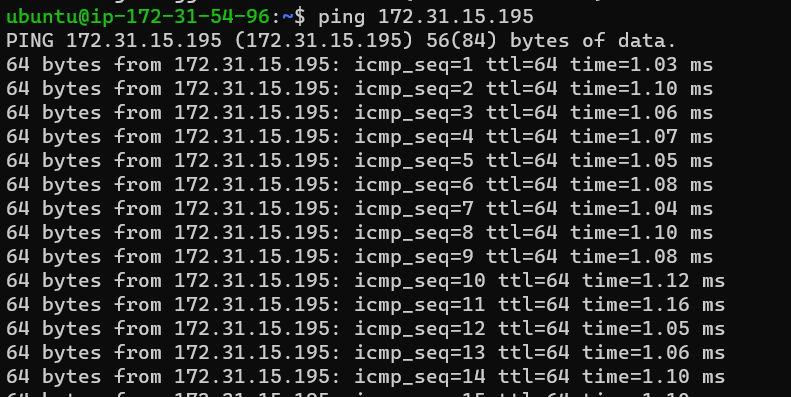 ubuntu@ip-172-31-54-96:~$ ping 172.31.15.195
PING 172.31.15.195 (172.31.15.195) 56(84) bytes of data.
64 bytes from 172.31.15.195: icmp_seq=1 ttl=64 time=1.03 ms
64 bytes from 172.31.15.195: icmp_seq=2 ttl=64 time=1.10 ms
64 bytes from 172.31.15.195: icmp_seq=3 ttl=64 time=1.06 ms
64 bytes from 172.31.15.195: icmp_seq=4 ttl=64 time=1.07 ms
64 bytes from 172.31.15.195: icmp_seq=5 ttl=64 time=1.05 ms
64 bytes from 172.31.15.195: icmp_seq=6 ttl=64 time=1.08 ms
64 bytes from 172.31.15.195: icmp_seq=7 ttl=64 time=1.04 ms
64 bytes from 172.31.15.195: icmp_seq=8 ttl=64 time=1.10 ms
64 bytes from 172.31.15.195: icmp_seq=9 ttl=64 time=1.08 ms
64 bytes from 172.31.15.195: icmp_seq=10 ttl=64 time=1.12 ms
64 bytes from 172.31.15.195: icmp_seq=11 ttl=64 time=1.16 ms
64 bytes from 172.31.15.195: icmp_seq=12 ttl=64 time=1.05 ms
64 bytes from 172.31.15.195: icmp_seq=13 ttl=64 time=1.06 ms
64 bytes from 172.31.15.195: icmp_seq=14 ttl=64 time=1.10 ms